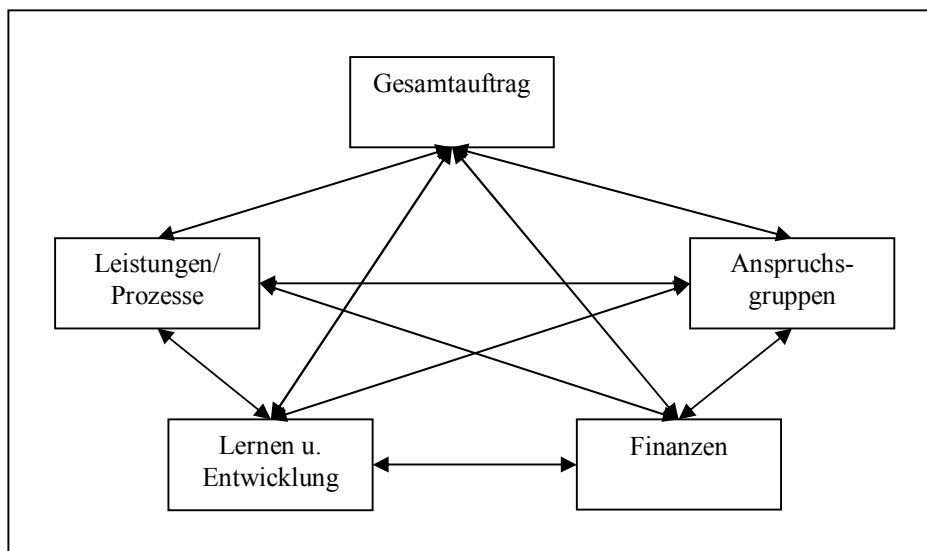 Gesamtauftrag
Leistungen/
Prozesse
Anspruchs-
gruppen
Lernen u.
Entwicklung
Finanzen